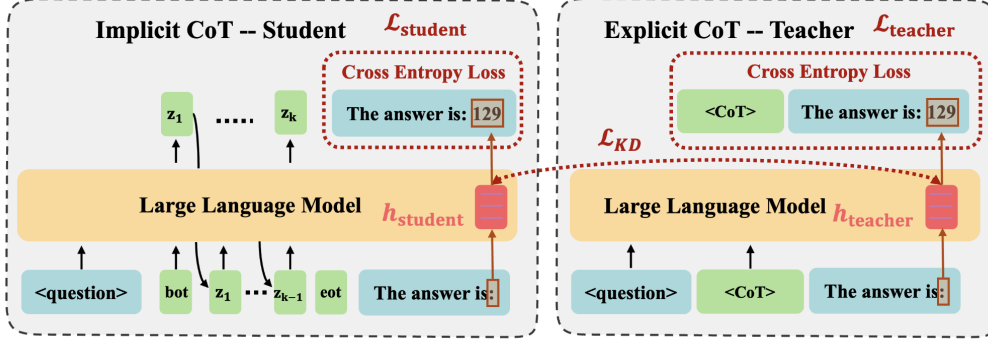 Implicit CoT -- Student
ℒstudent
Cross Entropy Loss
z1
......
zk
The answer is: 129
Large Language Model
hstudent
<question>
bot
z1
...
zk−1
eot
The answer is:
ℒKD
Explicit CoT -- Teacher
ℒteacher
Cross Entropy Loss
<CoT>
The answer is: 129
Large Language Model
hteacher
<question>
<CoT>
The answer is: